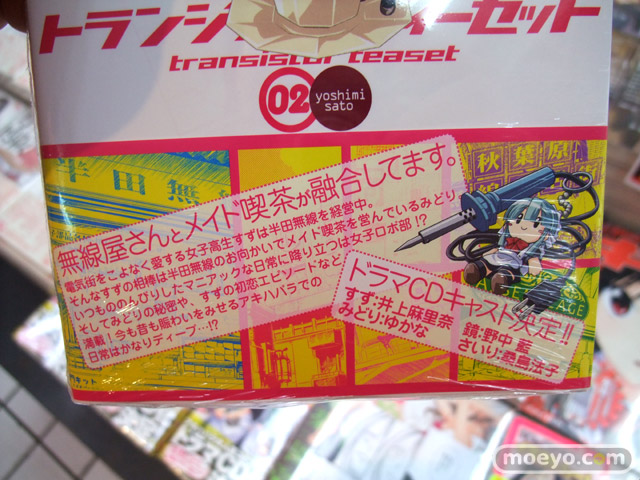 トランジスタティーセット
transistor teaset
02
yoshimi
sato
半田無
秋葉原
無線屋さんとメイド喫茶が融合してます。
電気街をこよなく愛する女子高生すずは半田無線を経営中。
そんなすずの相棒は半田無線のお向かいでメイド喫茶を営んでいるみどり。
いつもののんびりしたマニアックな日常に降り立つは女子ロボ部!?
そしてみどりの秘密や、すずの初恋エピソードなど
満載!今も昔も賑わいをみせるアキハバラでの
日常はかなりディープ…!?
ドラマCDキャスト決定!!
すず:井上麻里奈 鏡:野中 藍
みどり:ゆかな さいり:桑島法子
キット
moeyo.com